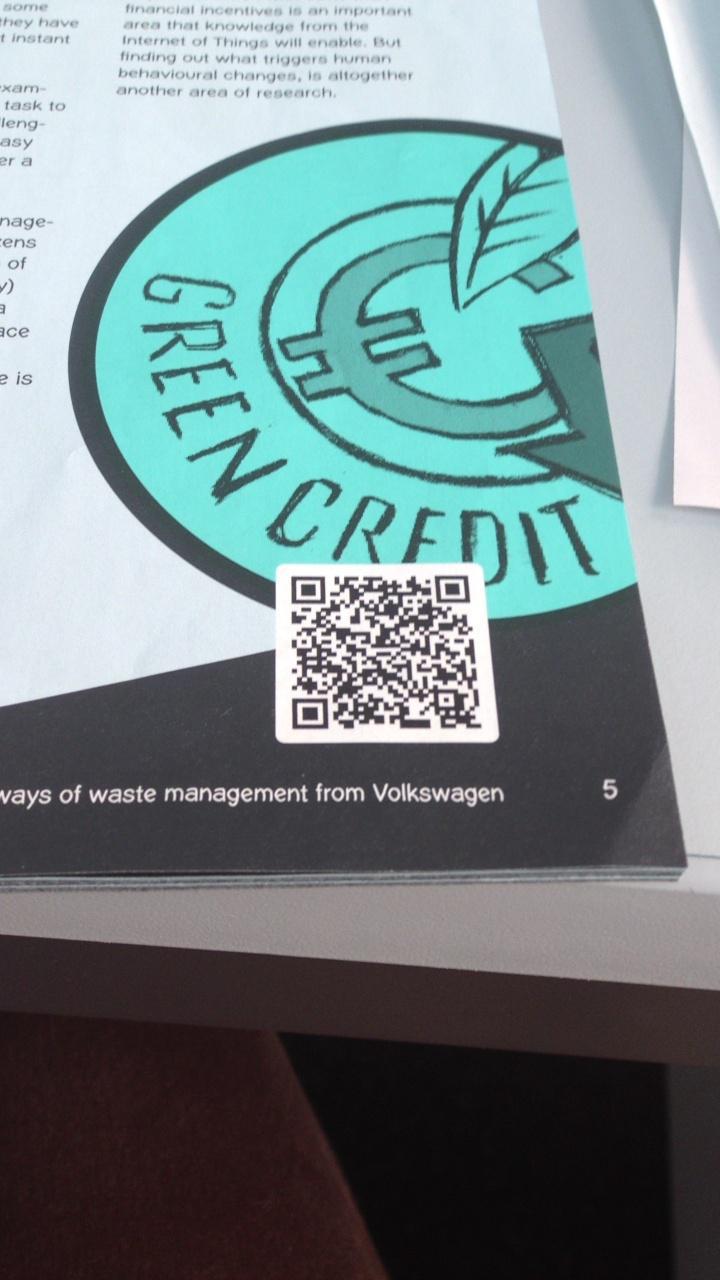 some
they have
t instant
exam-
task to
lleng-
asy
er a
nage-
zens
of
y)
a
ace
e is
financial incentives is an important
area that knowledge from the
Internet of Things will enable. But
finding out what triggers human
behavioural changes, is altogether
another area of research.
GREEN CREDIT
ways of waste management from Volkswagen
5